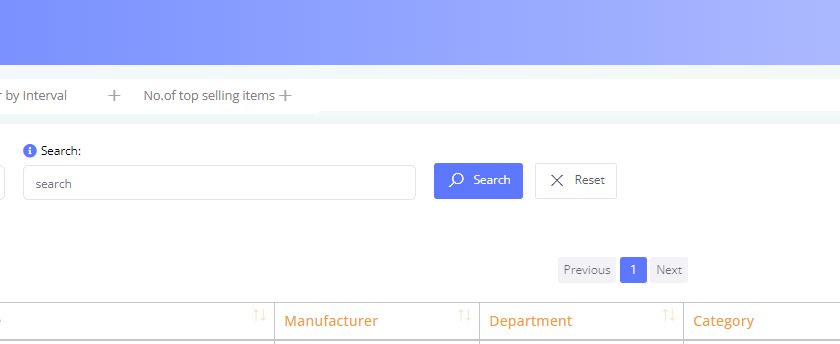 by Interval
No.of top selling items
Search:
search
Search
Reset
Previous 1 Next
Manufacturer
Department
Category